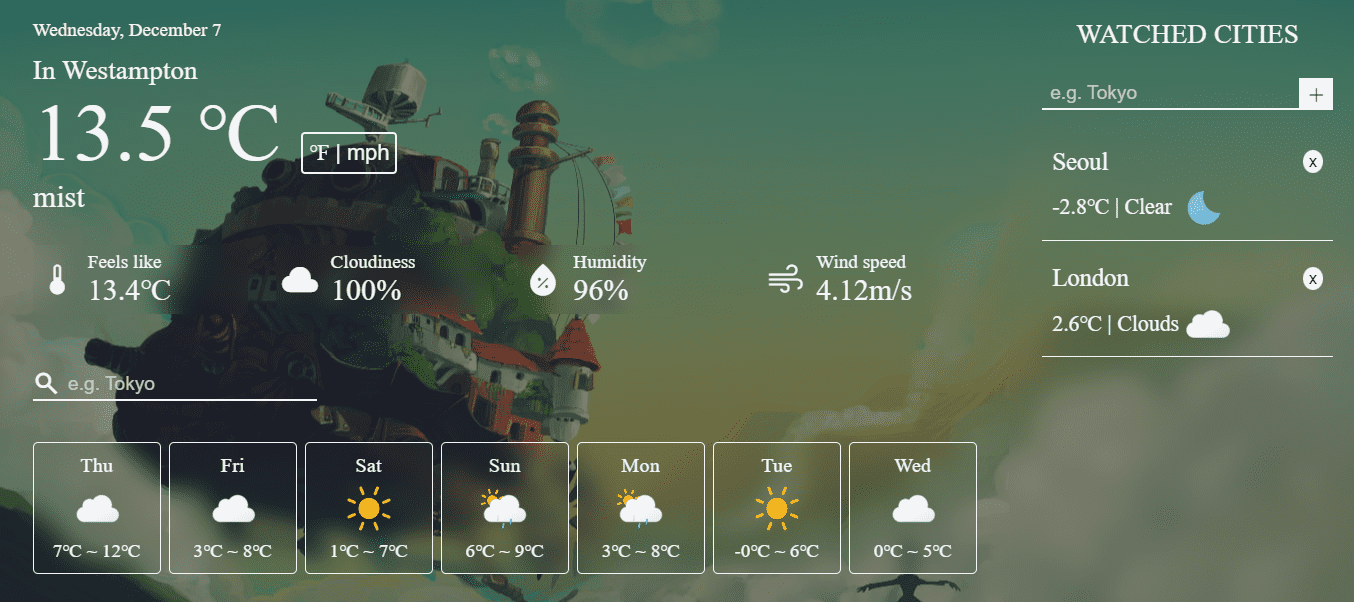 Wednesday, December 7
In Westampton
13.5 °C
°F | mph
mist
Feels like
13.4°C
Cloudiness
100%
Humidity
96%
Wind speed
4.12m/s
e.g. Tokyo
Thu
7°C ~ 12°C
Fri
3°C ~ 8°C
Sat
1°C ~ 7°C
Sun
6°C ~ 9°C
Mon
3°C ~ 8°C
Tue
-0°C ~ 6°C
Wed
0°C ~ 5°C
WATCHED CITIES
e.g. Tokyo +
Seoul x
-2.8°C | Clear
London x
2.6°C | Clouds